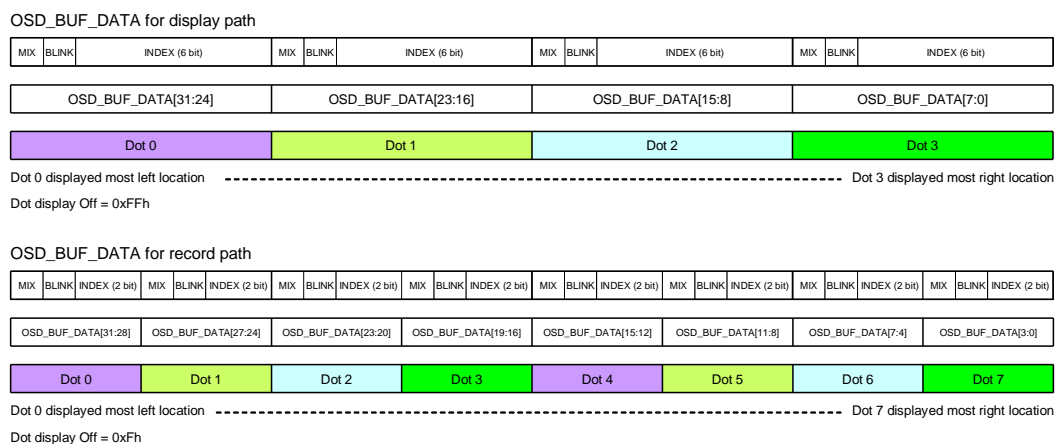 OSD_BUF_DATA for display path
MIX BLINK INDEX (6 bit) MIX BLINK INDEX (6 bit) MIX BLINK INDEX (6 bit) MIX BLINK INDEX (6 bit)
OSD_BUF_DATA[31:24] OSD_BUF_DATA[23:16] OSD_BUF_DATA[15:8] OSD_BUF_DATA[7:0]
Dot 0 Dot 1 Dot 2 Dot 3
Dot 0 displayed most left location Dot 3 displayed most right location
Dot display Off = 0xFFh
OSD_BUF_DATA for record path
MIX BLINK INDEX (2 bit) MIX BLINK INDEX (2 bit) MIX BLINK INDEX (2 bit) MIX BLINK INDEX (2 bit) MIX BLINK INDEX (2 bit) MIX BLINK INDEX (2 bit) MIX BLINK INDEX (2 bit) MIX BLINK INDEX (2 bit)
OSD_BUF_DATA[31:28] OSD_BUF_DATA[27:24] OSD_BUF_DATA[23:20] OSD_BUF_DATA[19:16] OSD_BUF_DATA[15:12] OSD_BUF_DATA[11:8] OSD_BUF_DATA[7:4] OSD_BUF_DATA[3:0]
Dot 0 Dot 1 Dot 2 Dot 3 Dot 4 Dot 5 Dot 6 Dot 7
Dot 0 displayed most left location Dot 7 displayed most right location
Dot display Off = 0xFh